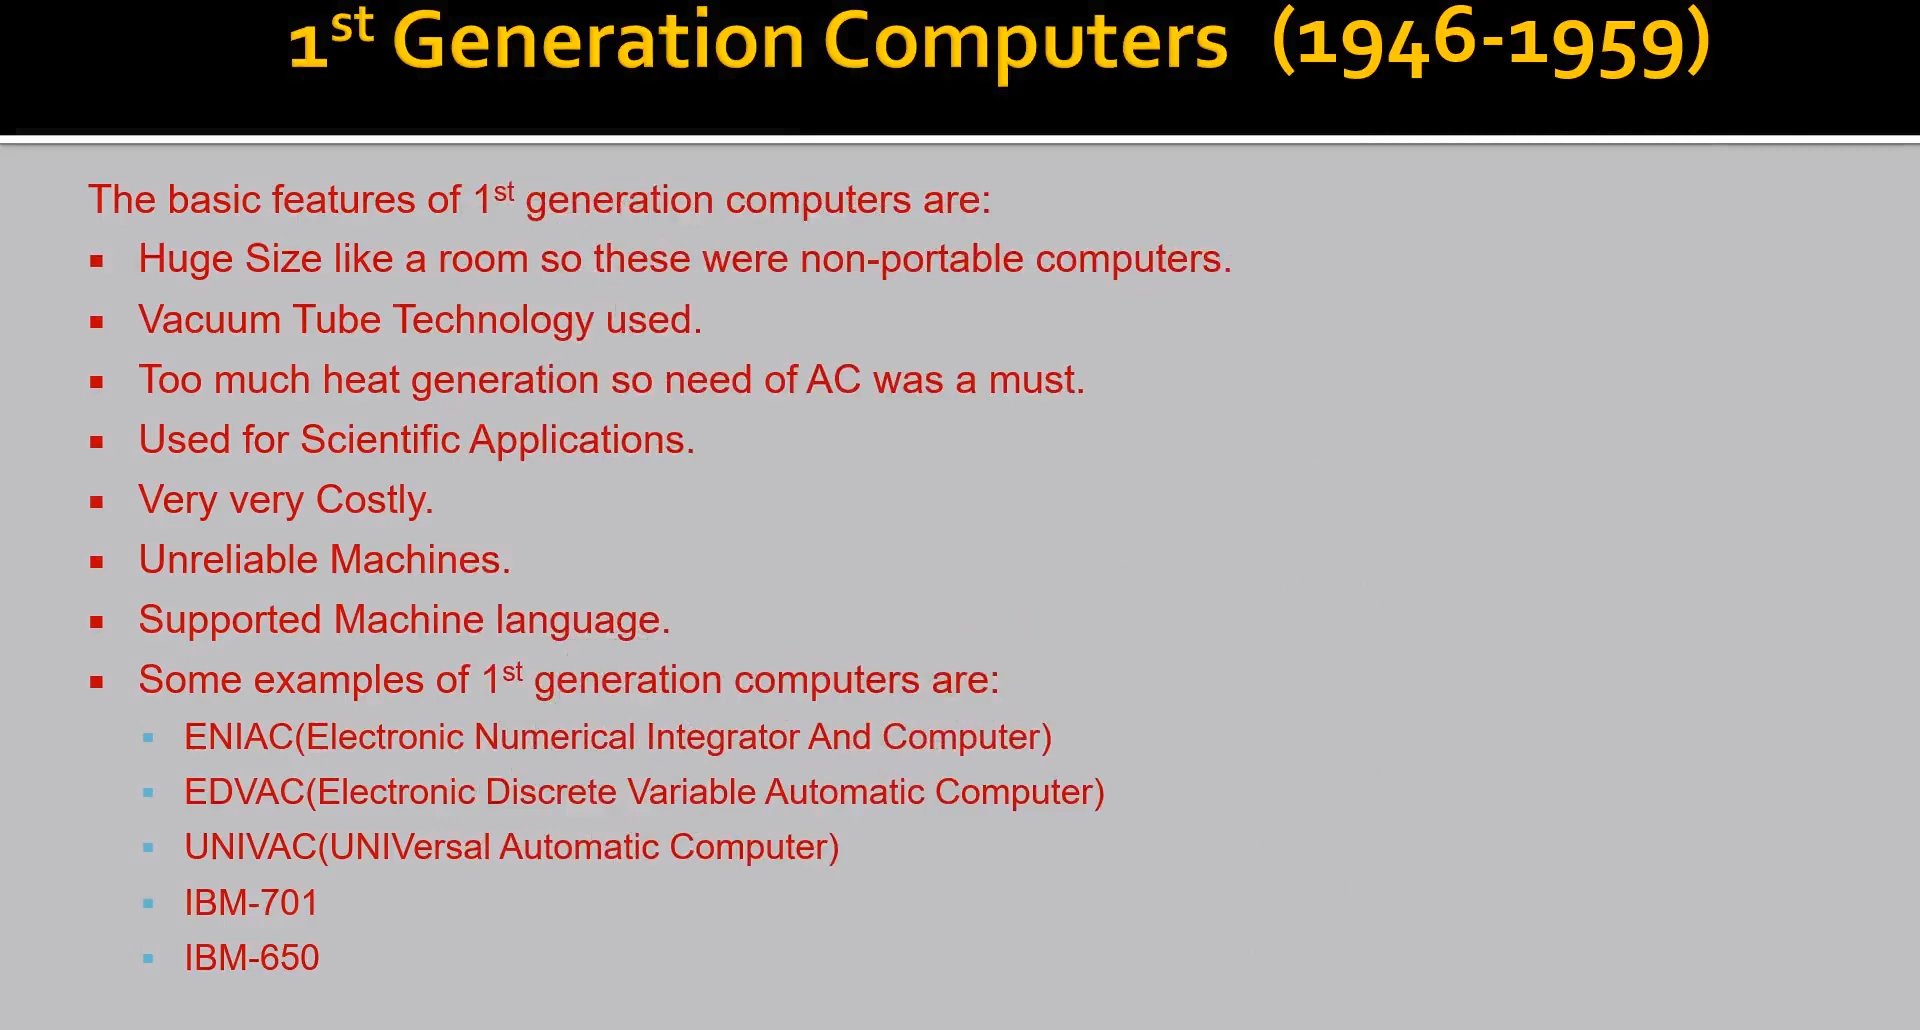 1st Generation Computers (1946-1959)
The basic features of 1st generation computers are:
▪ Huge Size like a room so these were non-portable computers.
▪ Vacuum Tube Technology used.
▪ Too much heat generation so need of AC was a must.
▪ Used for Scientific Applications.
▪ Very very Costly.
▪ Unreliable Machines.
▪ Supported Machine language.
▪ Some examples of 1st generation computers are:
▪ ENIAC(Electronic Numerical Integrator And Computer)
▪ EDVAC(Electronic Discrete Variable Automatic Computer)
▪ UNIVAC(UNIVersal Automatic Computer)
▪ IBM-701
▪ IBM-650